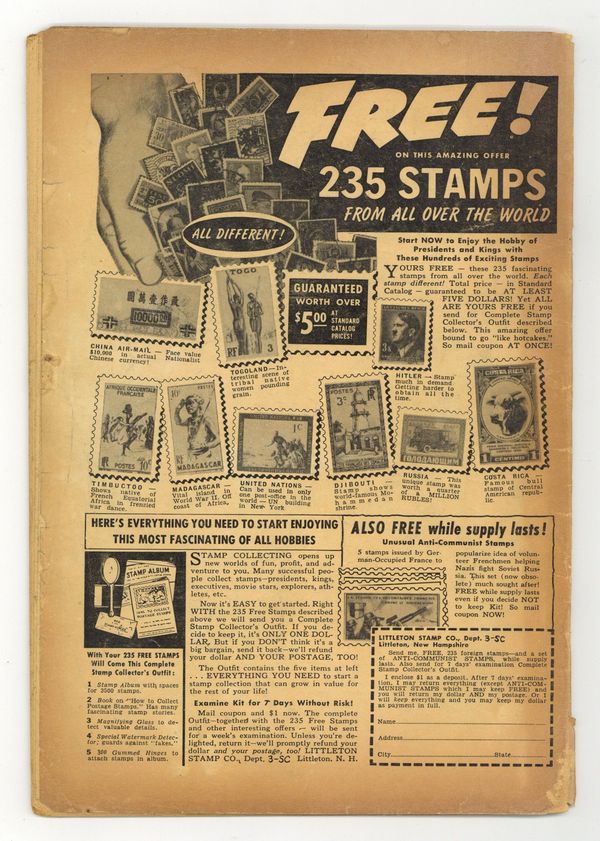 FREE!
ON THIS AMAZING OFFER
235 STAMPS
FROM ALL OVER THE WORLD
ALL DIFFERENT!
Start NOW to Enjoy the Hobby of
Presidents and Kings with
These Hundreds of Exciting Stamps
YOURS FREE — these 235 fascinating
stamps from all over the world. Each
stamp different! Total price — in Standard
Catalog — guaranteed to be AT LEAST
FIVE DOLLARS! Yet ALL
ARE YOURS FREE if you
send for Complete Stamp
Collector's Outfit described
below. This amazing offer
bound to go "like hotcakes."
So mail coupon AT ONCE!
GUARANTEED
WORTH OVER
$5.00 AT
STANDARD
CATALOG
PRICES!
10000
TOGO
RF 3
CHINA AIR-MAIL — Face value
$10,000 in actual Nationalist
Chinese currency!
TOGOLAND — In-
teresting scene of
tribal native
women pounding
grain.
HITLER — Stamp
much in demand
Getting harder to
obtain all the
time.
AFRIQUE OCCIDENTALE
FRANCAISE
POSTES 10c
MADAGASCAR
1c
POSTES
3c
ГОЛОДАЮЩИМ
COSTA RICA
1 CENTIMO 1
TIMBUCTOO —
Shows native of
French Equatorial
Africa in frenzied
war dance.
MADAGASCAR —
Vital island in
World War II. Off
coast of Africa.
UNITED NATIONS —
Can be used in only
one post-office in the
world — UN building
in New York
DJIBOUTI —
Stamp shows
world-famous Mo-
hammedan
shrine.
RUSSIA — This
unique stamp was
worth a quarter
of a MILLION
RUBLES!
COSTA RICA —
Famous bull
stamp of Central
American repub-
lic.
HERE'S EVERYTHING YOU NEED TO START ENJOYING
THIS MOST FASCINATING OF ALL HOBBIES
STAMP ALBUM
With Your 235 FREE STAMPS
Will Come This Complete
Stamp Collector's Outfit:
1 Stamp Album with spaces
for 3500 stamps.
2 Book on "How to Collect
Postage Stamps." Has many
fascinating stamp stories.
3 Magnifying Glass to de-
tect valuable details.
4 Special Watermark Detec-
tor; guards against "fakes."
5 300 Gummed Hinges to
attach stamps in album.
STAMP COLLECTING opens up
new worlds of fun, profit, and ad-
venture to you. Many successful peo-
ple collect stamps—presidents, kings,
executives, movie stars, explorers, ath-
letes, etc.
Now it's EASY to get started. Right
WITH the 235 Free Stamps described
above we will send you a Complete
Stamp Collector's Outfit. If you de-
cide to keep it, it's ONLY ONE DOL-
LAR, But if you DON'T think it's a
big bargain, send it back—we'll refund
your dollar AND YOUR POSTAGE, TOO!
The Outfit contains the five items at left
. . . EVERYTHING YOU NEED to start a
stamp collection that can grow in value for
the rest of your life!
Examine Kit for 7 Days Without Risk!
Mail coupon and $1 now. The complete
Outfit—together with the 235 Free Stamps
and other interesting offers — will be sent
for a week's examination. Unless you're de-
lighted, return it—we'll promptly refund your
dollar and your postage, too! LITTLETON
STAMP CO., Dept. 3-SC Littleton, N. H.
ALSO FREE while supply lasts!
Unusual Anti-Communist Stamps
5 stamps issued by Ger-
man-Occupied France to
popularize idea of volun-
teer Frenchmen helping
Nazis fight Soviet Rus-
sia. This set (now obso-
lete) much sought after!
FREE while supply lasts
even if you decide NOT
to keep Kit! So mail
coupon NOW!
LITTLETON STAMP CO., Dept. 3-SC
Littleton, New Hampshire
Send me, FREE, 235 foreign stamps—and a set
of ANTI-COMMUNIST STAMPS, while supply
lasts. Also send for 7 days' examination Complete
Stamp Collector's Outfit.
I enclose $1 as a deposit. After 7 days' examina-
tion, I may return everything (except ANTI-COM-
MUNIST STAMPS which I may keep FREE) and
you will return my dollar AND my postage. Or I
will keep everything and you may keep my dollar
as payment in full.
Name
Address
City State